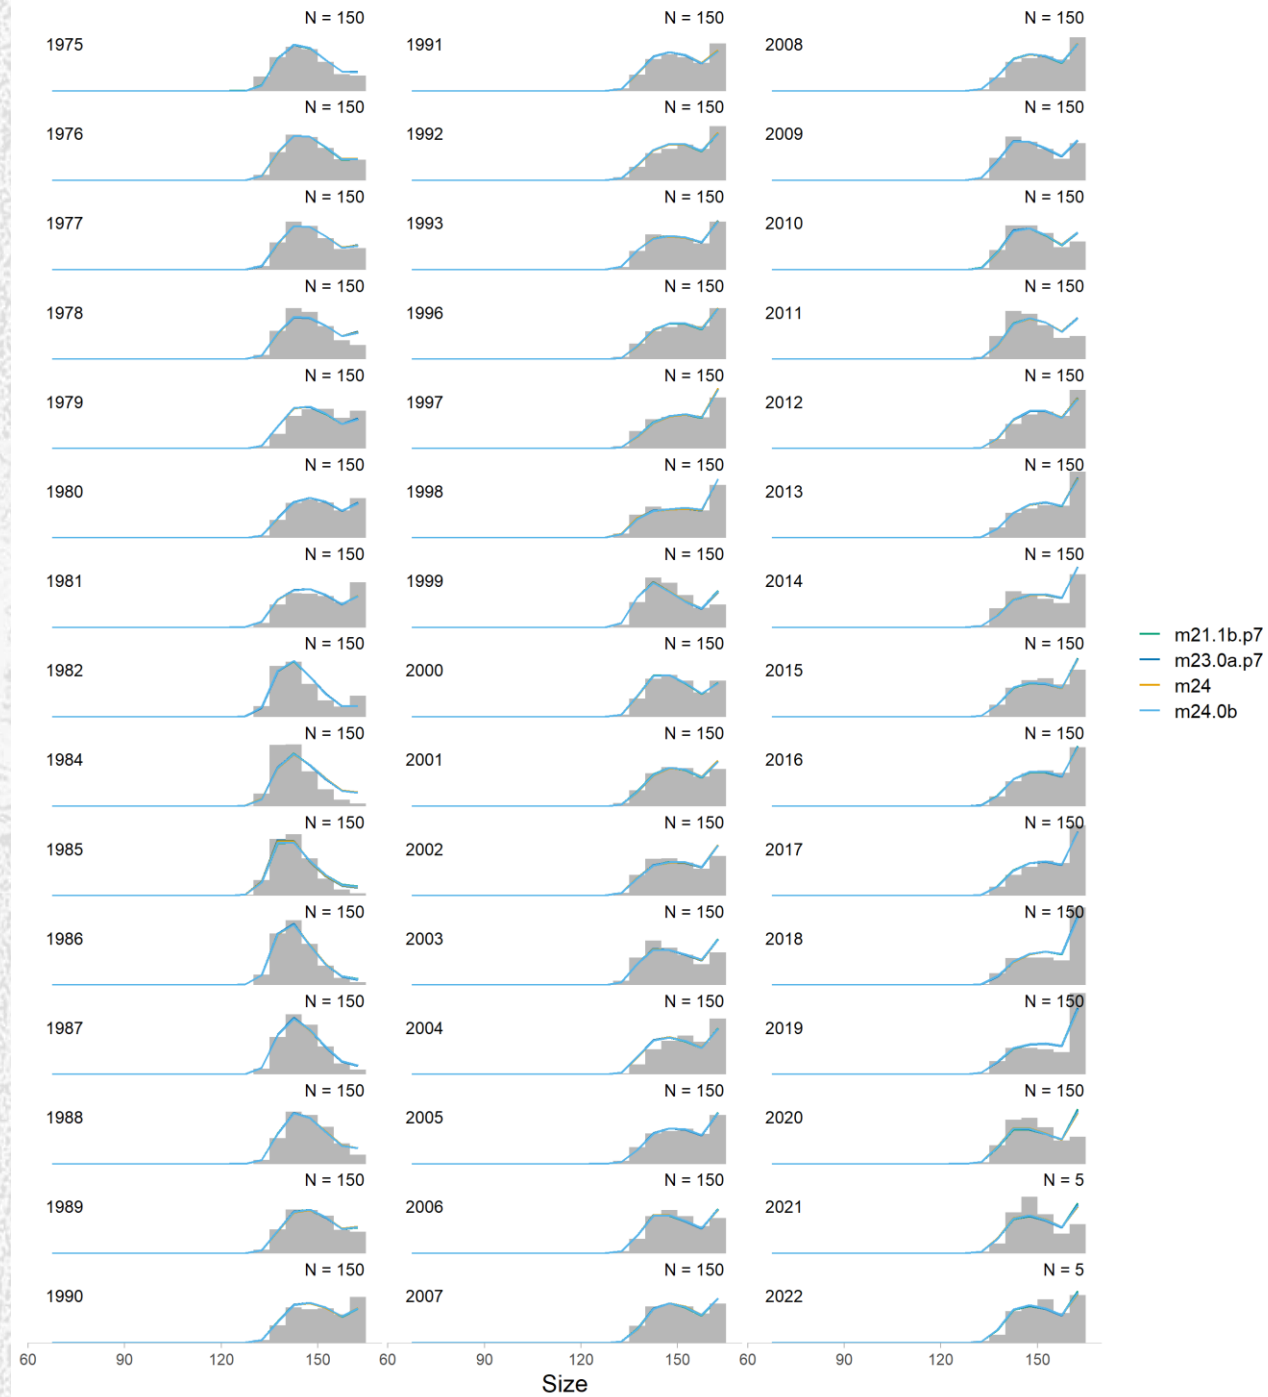 N = 150 N = 150 N = 150
1975 1991 2008
N = 150 N = 150 N = 150
1976 1992 2009
N = 150 N = 150 N = 150
1977 1993 2010
N = 150 N = 150 N = 150
1978 1996 2011
N = 150 N = 150 N = 150
1979 1997 2012
N = 150 N = 150 N = 150
1980 1998 2013
N = 150 N = 150 N = 150
1981 1999 2014
N = 150 N = 150 N = 150
1982 2000 2015
N = 150 N = 150 N = 150
1984 2001 2016
N = 150 N = 150 N = 150
1985 2002 2017
N = 150 N = 150 N = 150
1986 2003 2018
N = 150 N = 150 N = 150
1987 2004 2019
N = 150 N = 150 N = 150
1988 2005 2020
N = 150 N = 150 N = 5
1989 2006 2021
N = 150 N = 150 N = 5
1990 2007 2022
60 90 120 150 60 90 120 150 60 90 120 150
Size
m21.1b.p7
m23.0a.p7
m24
m24.0b